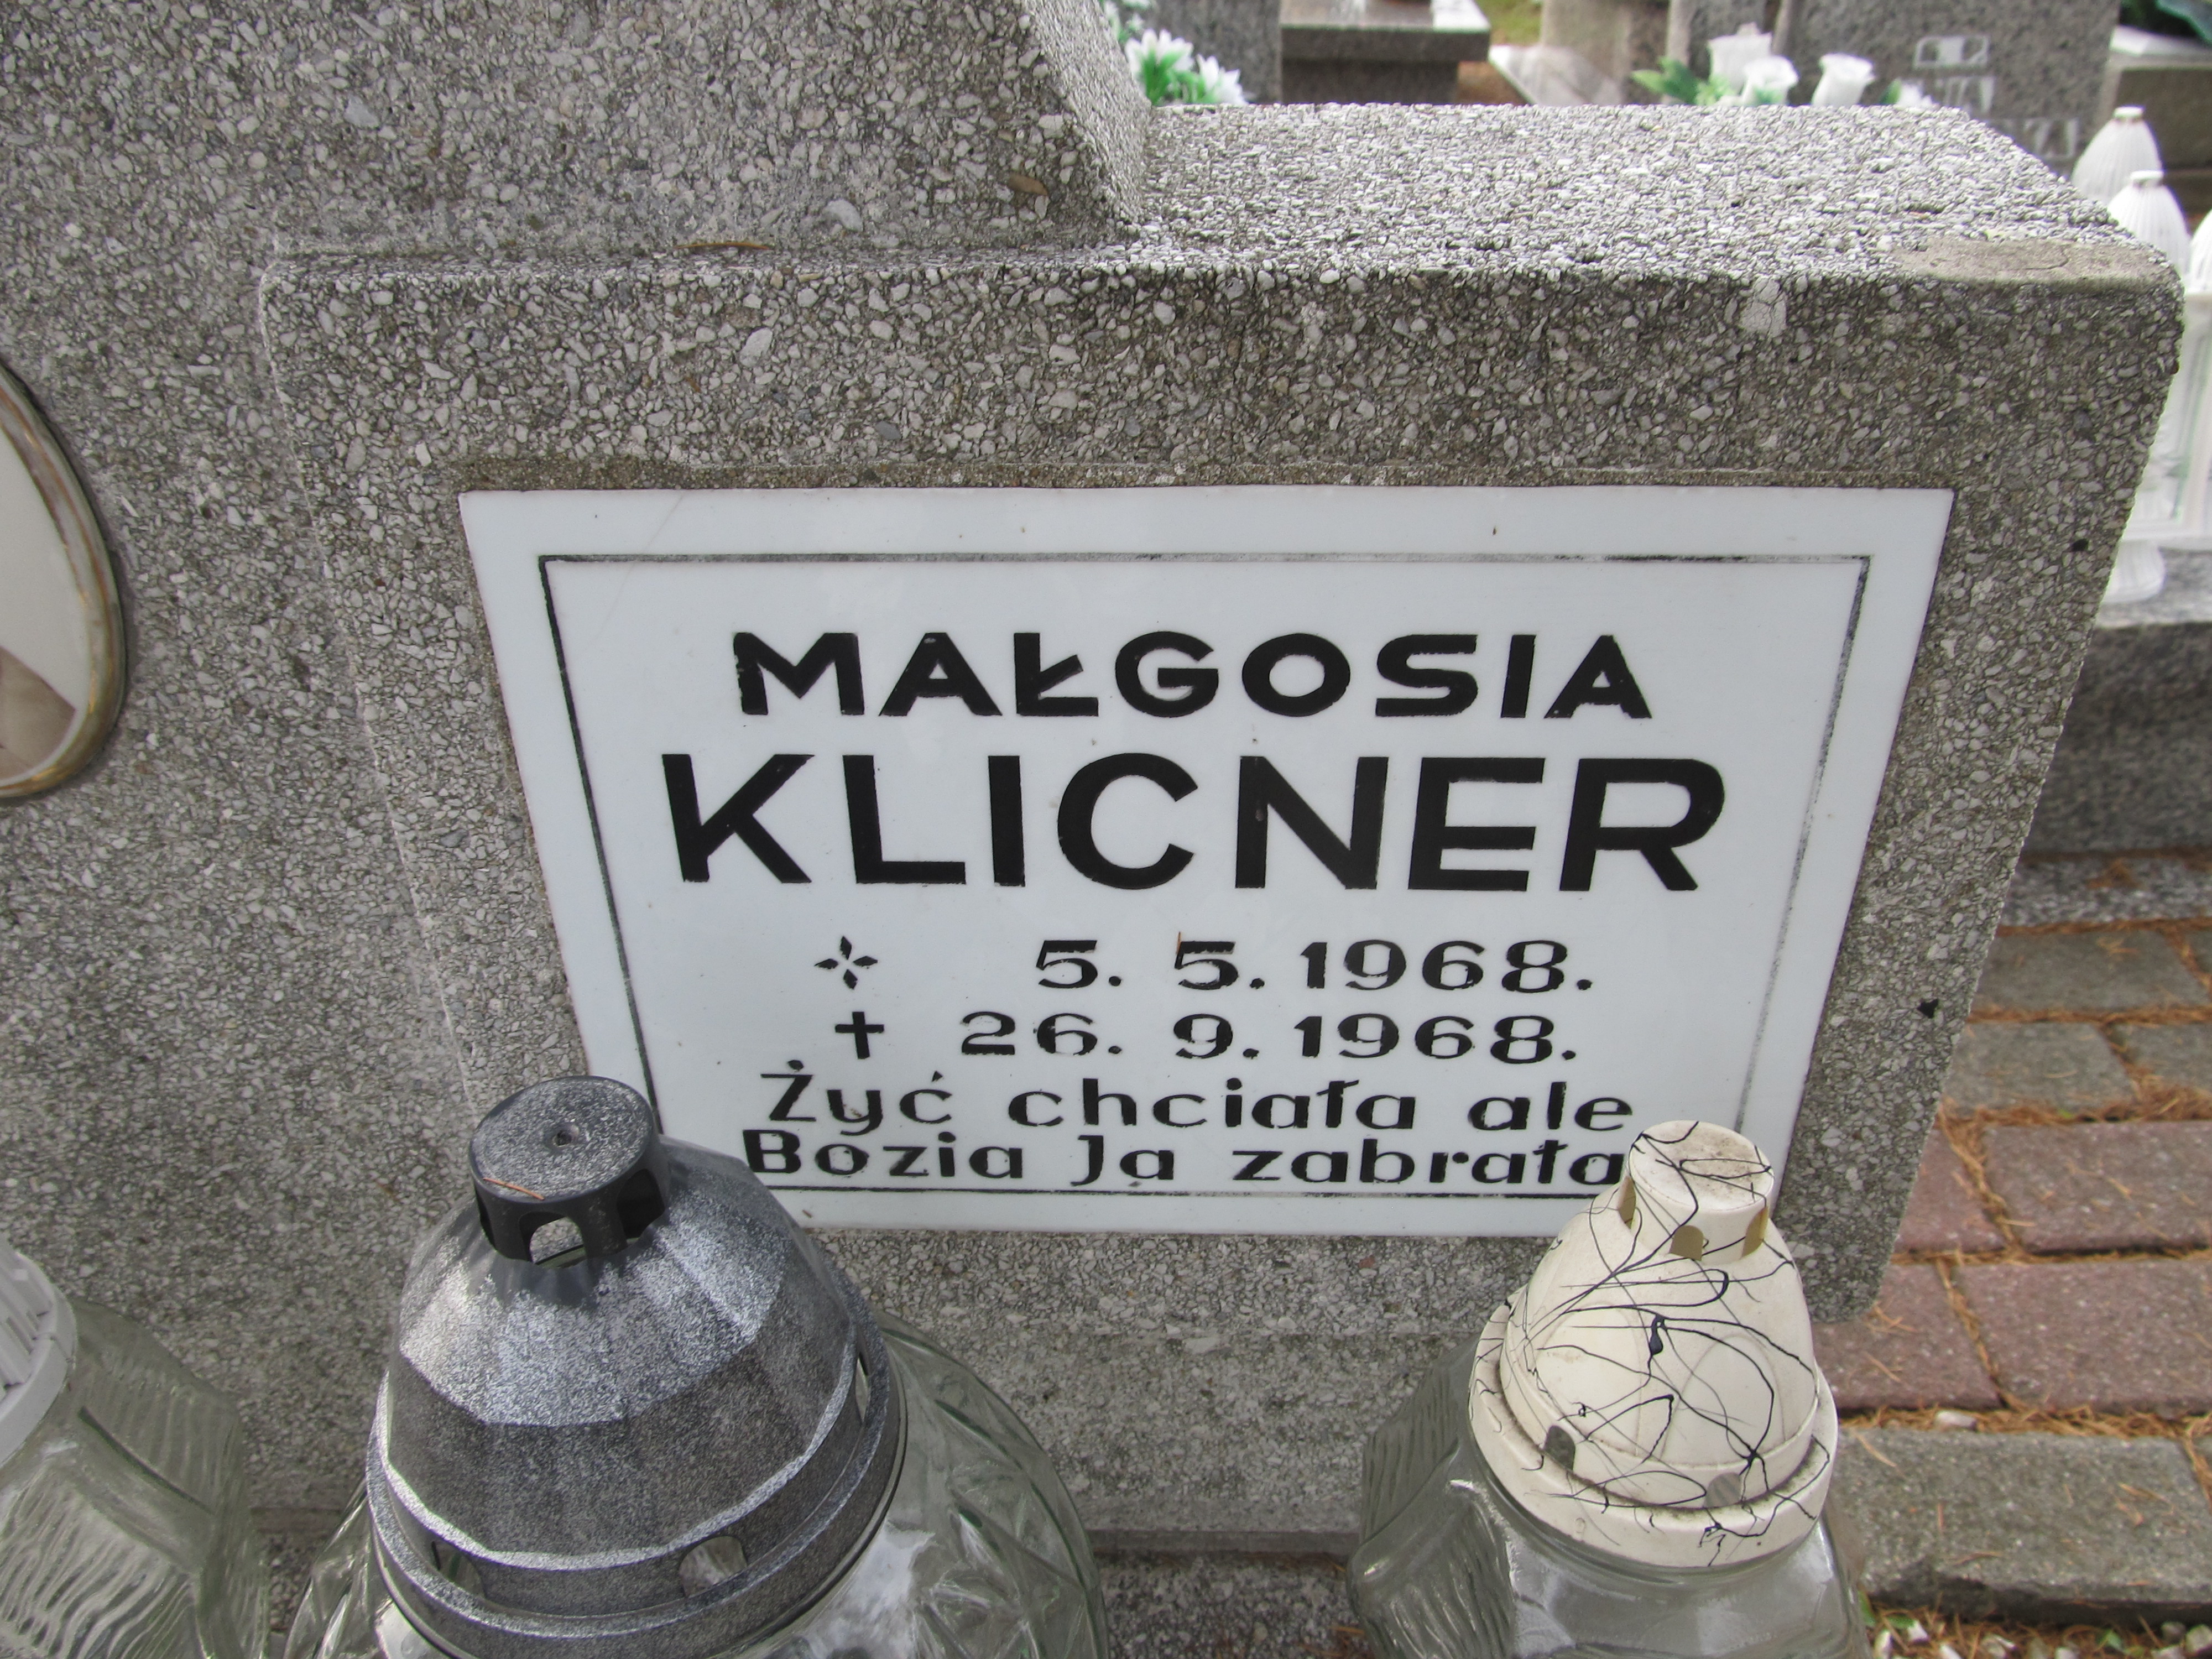 MAŁGOSIA
KLICNER
5. 5. 1968.
† 26. 9. 1968.
Żyć chciała ale
Bozia Ją zabrała